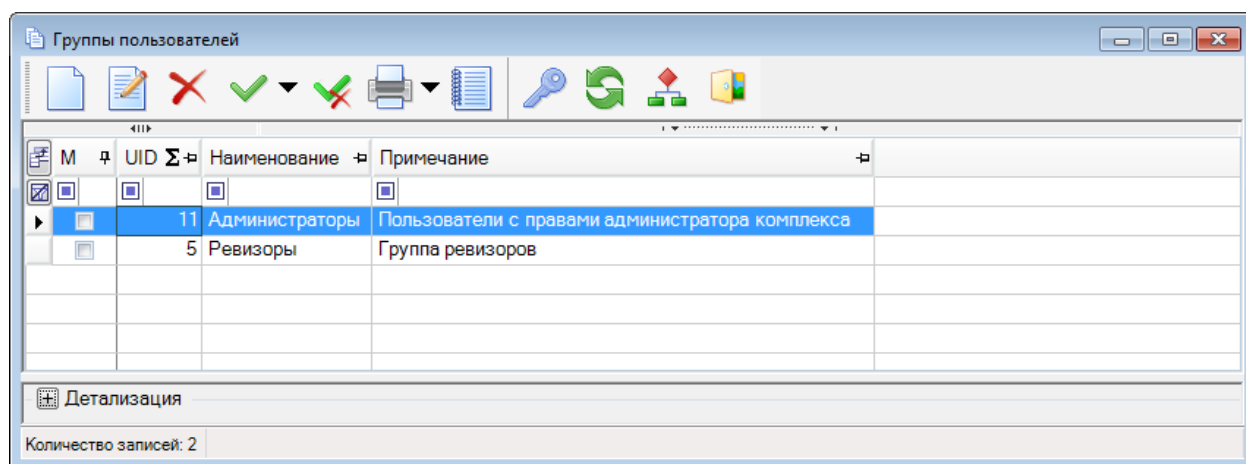 Группы пользователей
М UID Σ Наименование Примечание
11 Администраторы Пользователи с правами администратора комплекса
5 Ревизоры Группа ревизоров
Детализация
Количество записей: 2